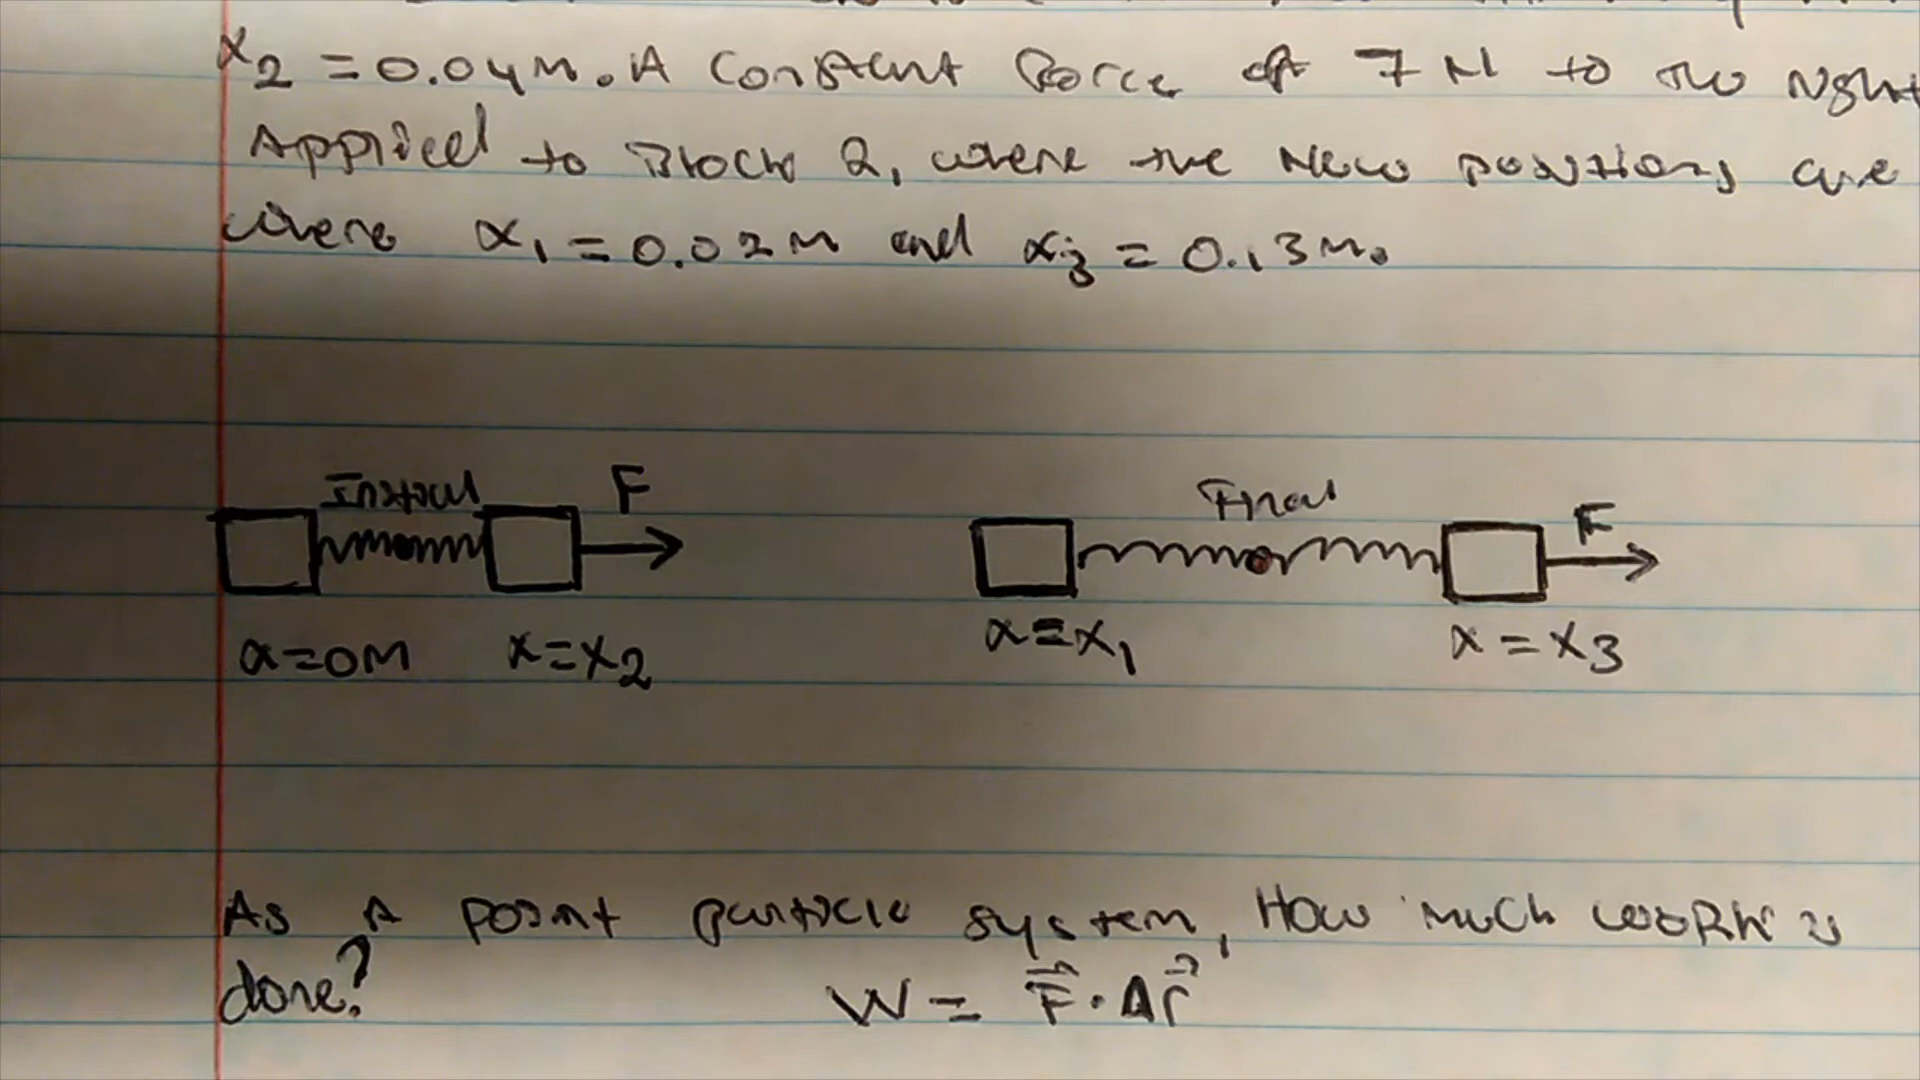 x₂ = 0.04m. A constant force of 7 N to the right
Applied to Block 2, where the New positions are
where x₁ = 0.02m and x₃ = 0.13m.
Initial F
Final F
x=0m x=x₂
x=x₁ x=x₃
As A point particle system, How much work is
done?
W = F⃗ · Δr⃗